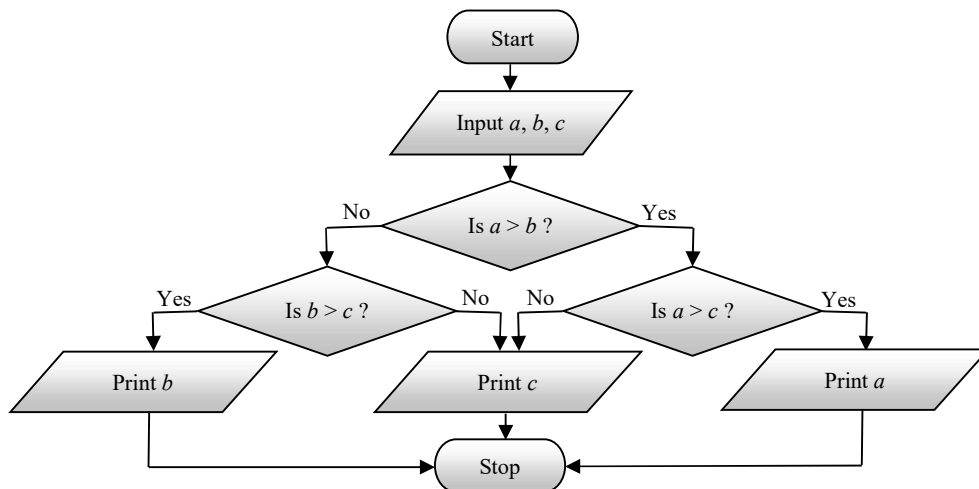 Start
Input a, b, c
Is a > b ?
No
Yes
Is b > c ?
Yes
No
Is a > c ?
No
Yes
Print b
Print c
Print a
Stop